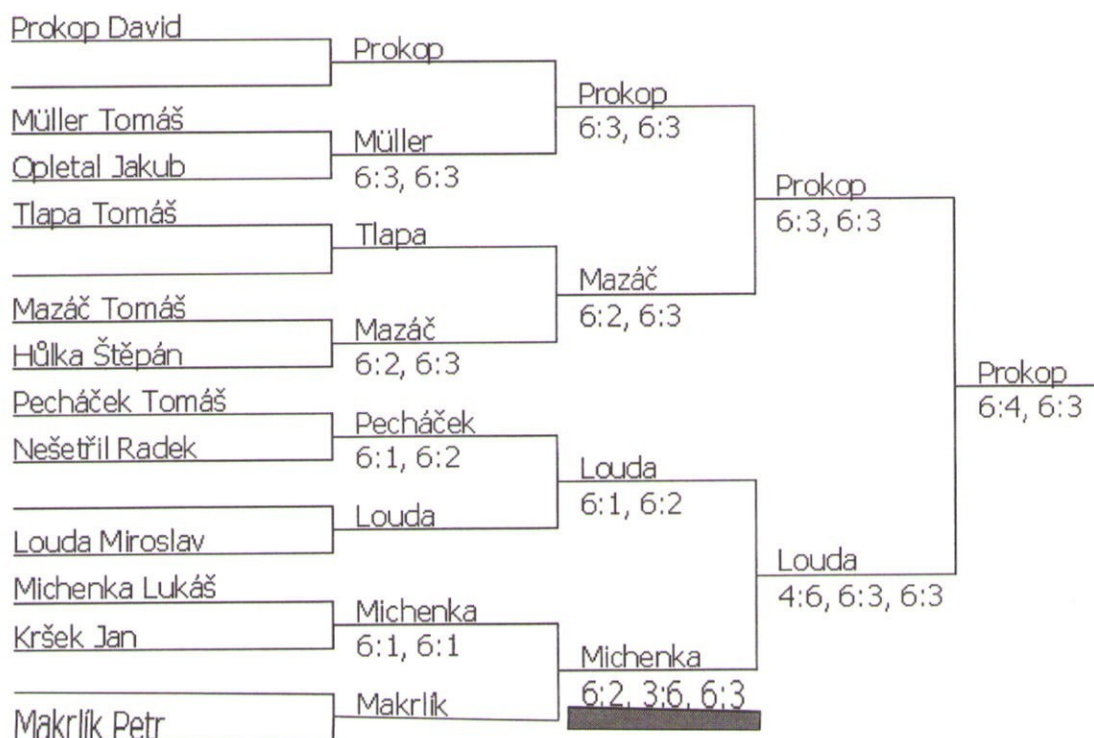 Prokop David
Müller Tomáš
Opletal Jakub
Tlapa Tomáš
Mazáč Tomáš
Hůlka Štěpán
Pecháček Tomáš
Nešetřil Radek
Louda Miroslav
Michenka Lukáš
Kršek Jan
Makrlík Petr
Prokop
Müller
6:3, 6:3
Tlapa
Mazáč
6:2, 6:3
Pecháček
6:1, 6:2
Louda
Michenka
6:1, 6:1
Makrlík
Prokop
6:3, 6:3
Mazáč
6:2, 6:3
Louda
6:1, 6:2
Michenka
6:2, 3:6, 6:3
Prokop
6:3, 6:3
Louda
4:6, 6:3, 6:3
Prokop
6:4, 6:3